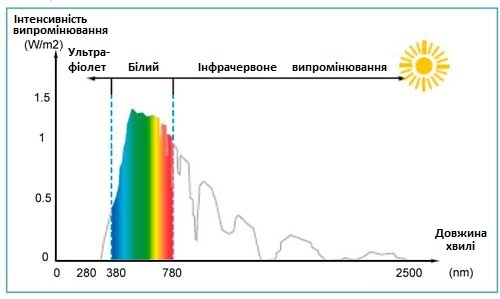 Інтенсивність
випромінювання
(W/m2)
Ультра-
фіолет
Білий
Інфрачервоне випромінювання
1.5
1
0.5
0
0 280 380 780 2500 (nm)
Довжина
хвилі